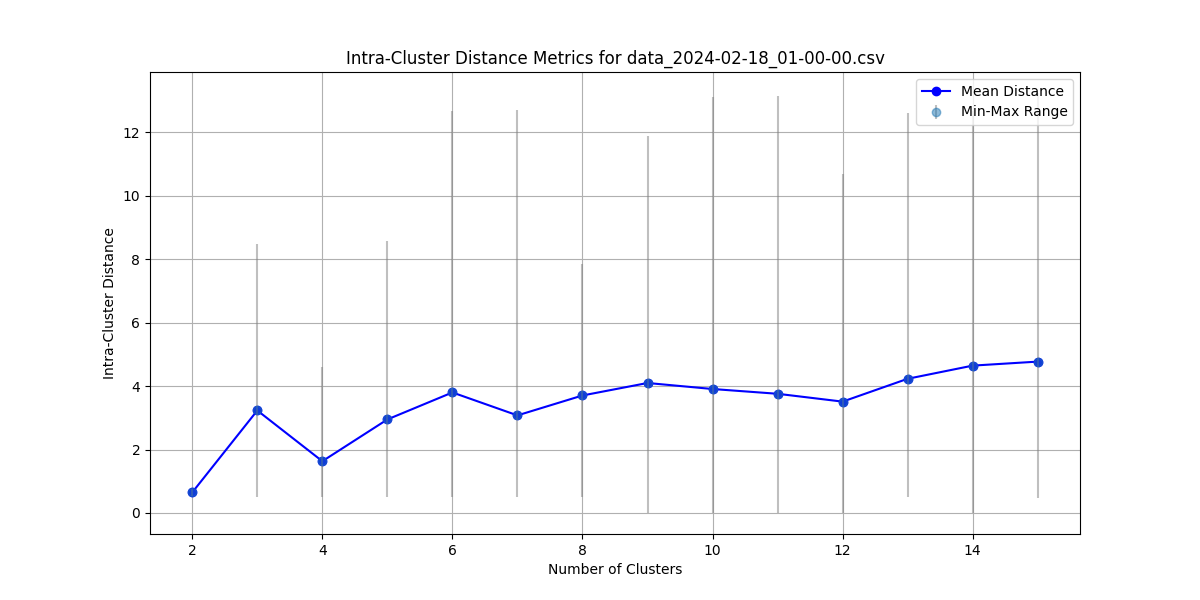 Intra-Cluster Distance Metrics for data_2024-02-18_01-00-00.csv
Mean Distance
Min-Max Range
Intra-Cluster Distance
12
10
8
6
4
2
0
2 4 6 8 10 12 14
Number of Clusters